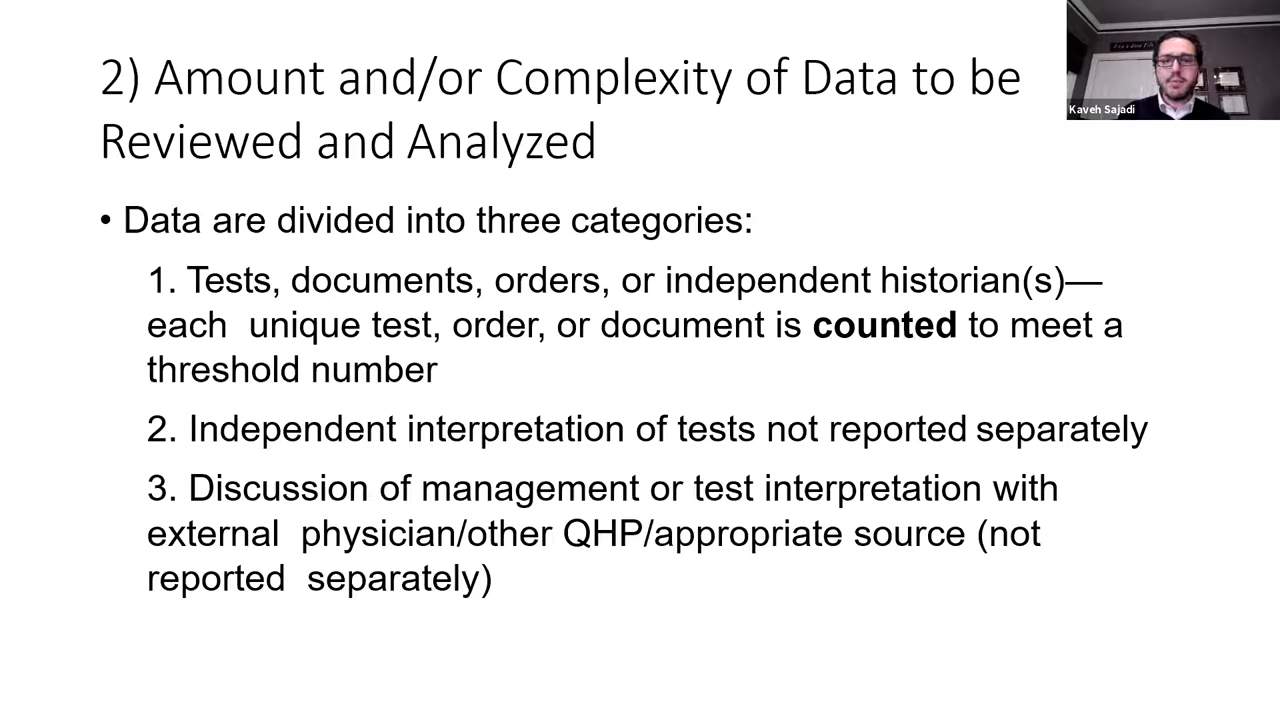 2) Amount and/or Complexity of Data to be
Reviewed and Analyzed
Kaveh Sajadi
• Data are divided into three categories:
1. Tests, documents, orders, or independent historian(s)—
each unique test, order, or document is counted to meet a
threshold number
2. Independent interpretation of tests not reported separately
3. Discussion of management or test interpretation with
external physician/other QHP/appropriate source (not
reported separately)